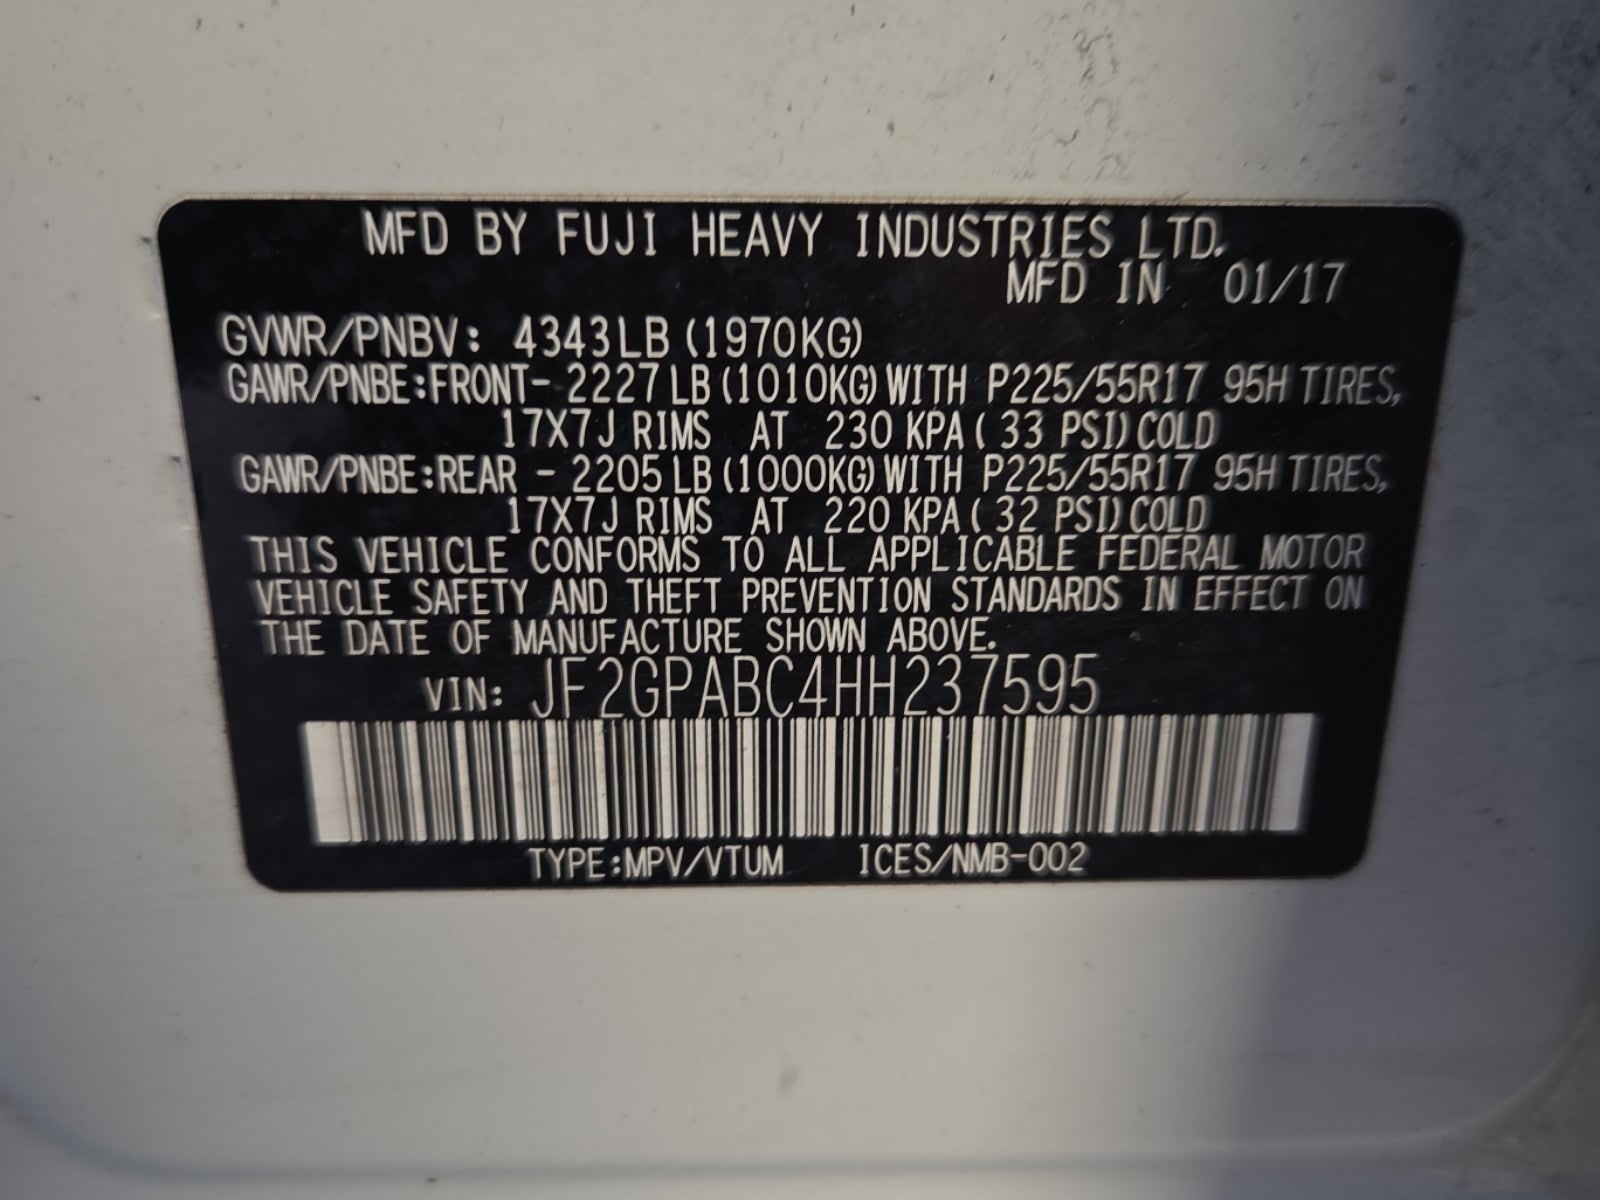 MFD BY FUJI HEAVY INDUSTRIES LTD.
MFD IN 01/17
GVWR/PNBV: 4343LB (1970KG)
GAWR/PNBE:FRONT- 2227LB (1010KG) WITH P225/55R17 95H TIRES,
17X7J RIMS AT 230 KPA ( 33 PSI) COLD
GAWR/PNBE:REAR - 2205LB (1000KG) WITH P225/55R17 95H TIRES,
17X7J RIMS AT 220 KPA ( 32 PSI) COLD
THIS VEHICLE CONFORMS TO ALL APPLICABLE FEDERAL MOTOR
VEHICLE SAFETY AND THEFT PREVENTION STANDARDS IN EFFECT ON
THE DATE OF MANUFACTURE SHOWN ABOVE.
VIN: JF2GPABC4HH237595
TYPE:MPV/VTUM ICES/NMB-002